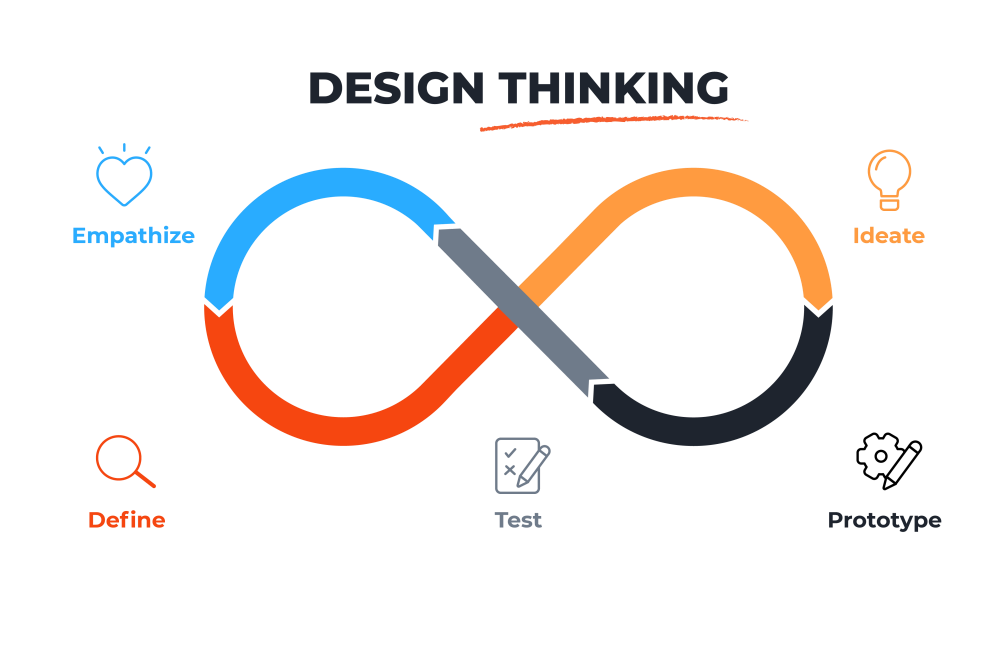 DESIGN THINKING
Empathize
Ideate
Define
Test
Prototype